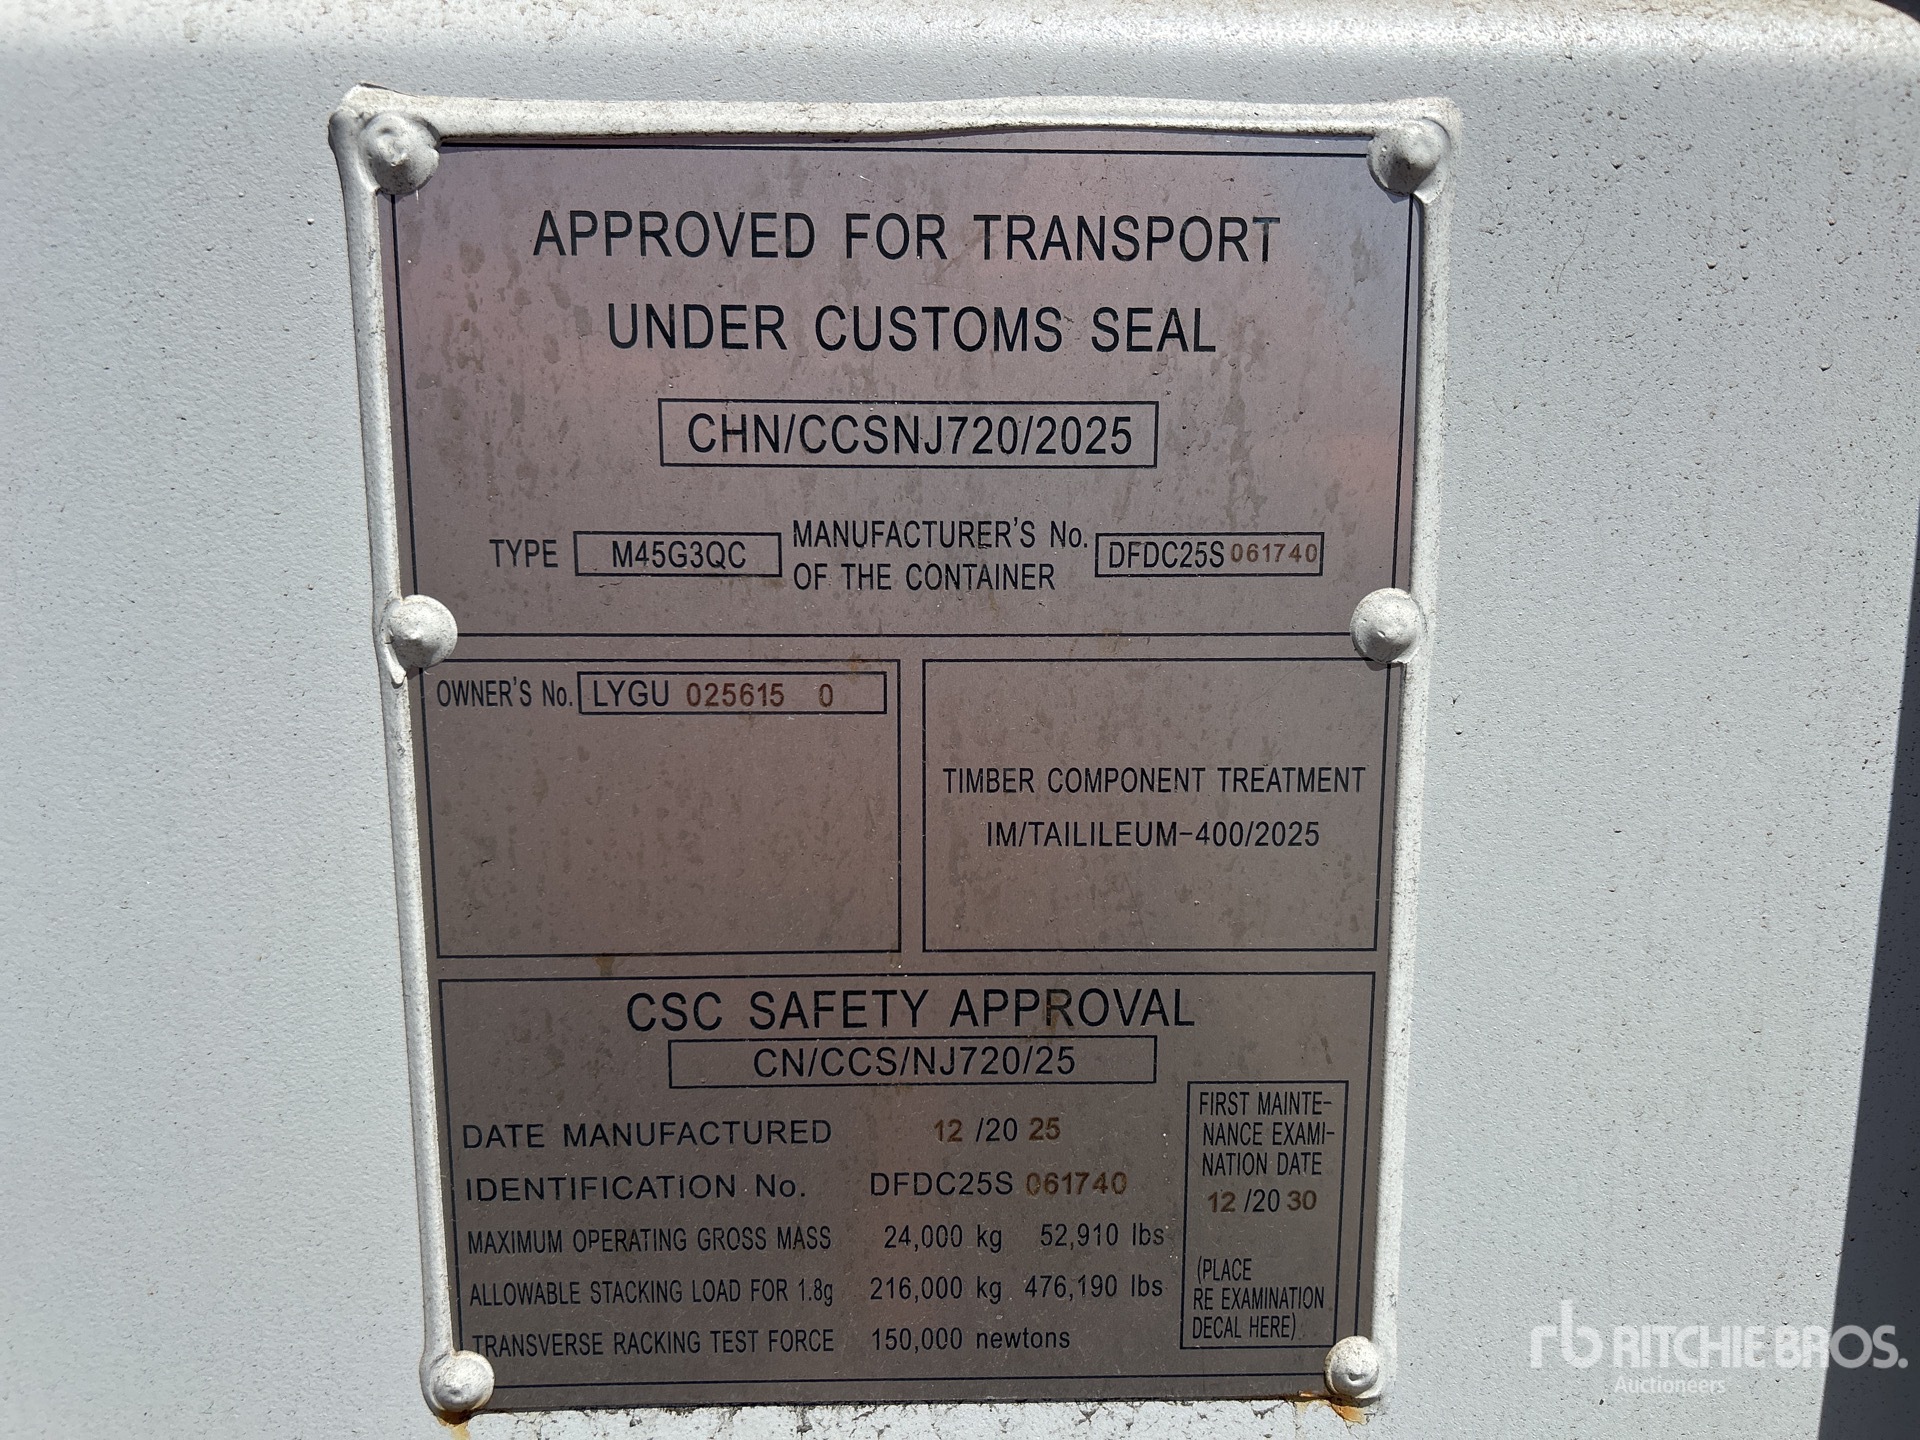 APPROVED FOR TRANSPORT
UNDER CUSTOMS SEAL
CHN/CCSNJ720/2025
TYPE M45G3QC MANUFACTURER'S No. OF THE CONTAINER DFDC25S 061740
OWNER'S No. LYGU 025615 0
TIMBER COMPONENT TREATMENT
IM/TAILILEUM-400/2025
CSC SAFETY APPROVAL
CN/CCS/NJ720/25
DATE MANUFACTURED 12 /20 25
IDENTIFICATION No. DFDC25S 061740
MAXIMUM OPERATING GROSS MASS 24,000 kg 52,910 lbs
ALLOWABLE STACKING LOAD FOR 1.8g 216,000 kg 476,190 lbs
TRANSVERSE RACKING TEST FORCE 150,000 newtons
FIRST MAINTE-
NANCE EXAMI-
NATION DATE
12 /20 30
(PLACE
RE EXAMINATION
DECAL HERE)
rb RITCHIE BROS.
Auctioneers